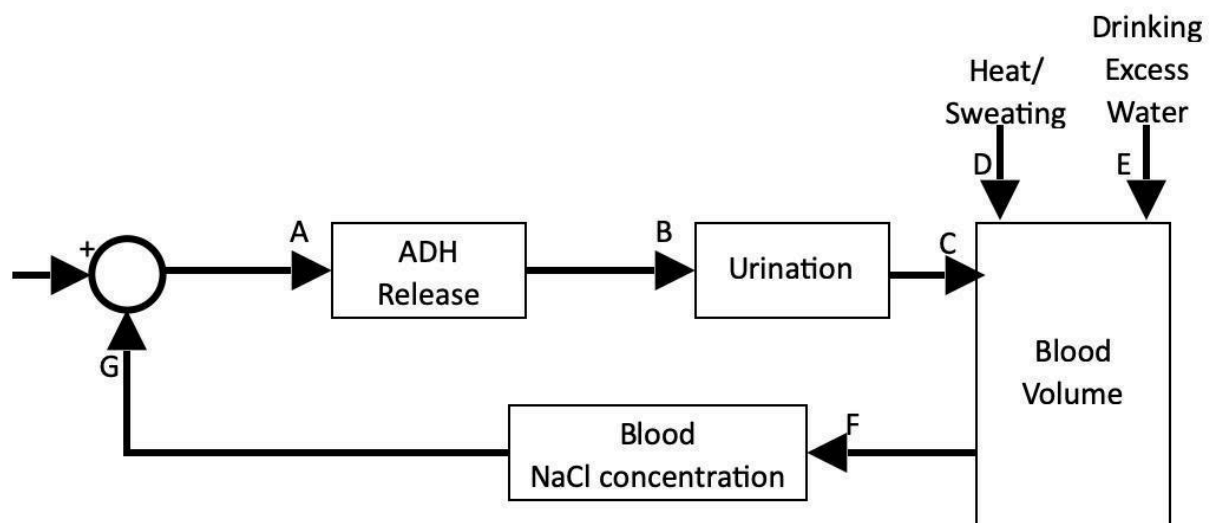 Drinking
Excess
Water
Heat/
Sweating
D
E
+
A
ADH
Release
B
Urination
C
Blood
Volume
G
Blood
NaCl concentration
F